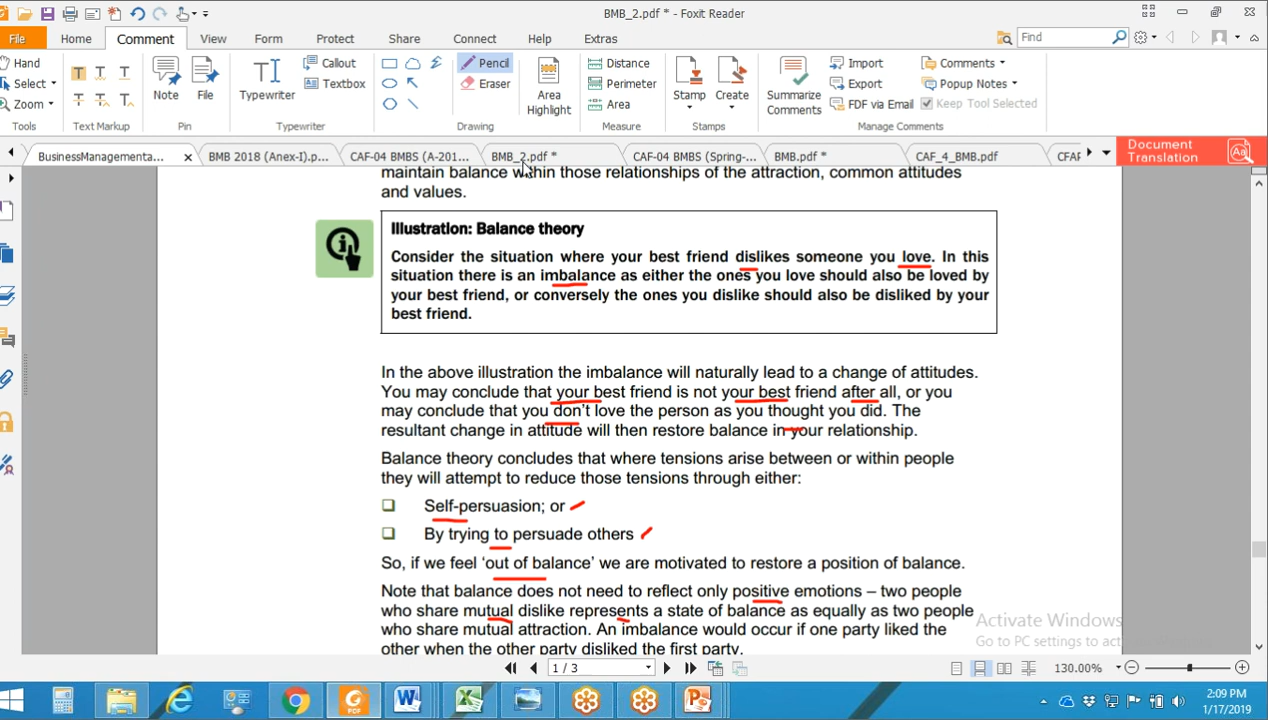 BMB_2.pdf * - Foxit Reader
File Home Comment View Form Protect Share Connect Help Extras Find
Hand
Select
Zoom
Tools
T T T
T T T
Text Markup
Note File
Pin
Typewriter Callout
Textbox
Typewriter
Pencil
Eraser
Drawing
Area
Highlight
Distance
Perimeter
Area
Measure
Stamp Create
Stamps
Summarize
Comments
Import
Export
FDF via Email
Comments
Popup Notes
Keep Tool Selected
Manage Comments
BusinessManagementa... BMB 2018 (Anex-I).p... CAF-04 BMBS (A-201... BMB_2.pdf * CAF-04 BMBS (Spring-... BMB.pdf * CAF_4_BMB.pdf CFAP
Document
Translation
maintain balance within those relationships of the attraction, common attitudes
and values.
Illustration: Balance theory
Consider the situation where your best friend dislikes someone you love. In this
situation there is an imbalance as either the ones you love should also be loved by
your best friend, or conversely the ones you dislike should also be disliked by your
best friend.
In the above illustration the imbalance will naturally lead to a change of attitudes.
You may conclude that your best friend is not your best friend after all, or you
may conclude that you don't love the person as you thought you did. The
resultant change in attitude will then restore balance in your relationship.
Balance theory concludes that where tensions arise between or within people
they will attempt to reduce those tensions through either:
Self-persuasion; or
By trying to persuade others
So, if we feel 'out of balance' we are motivated to restore a position of balance.
Note that balance does not need to reflect only positive emotions – two people
who share mutual dislike represents a state of balance as equally as two people
who share mutual attraction. An imbalance would occur if one party liked the
other when the other party disliked the first party.
Activate Windows
Go to PC settings to act
1 / 3
130.00%
2:09 PM
1/17/2019